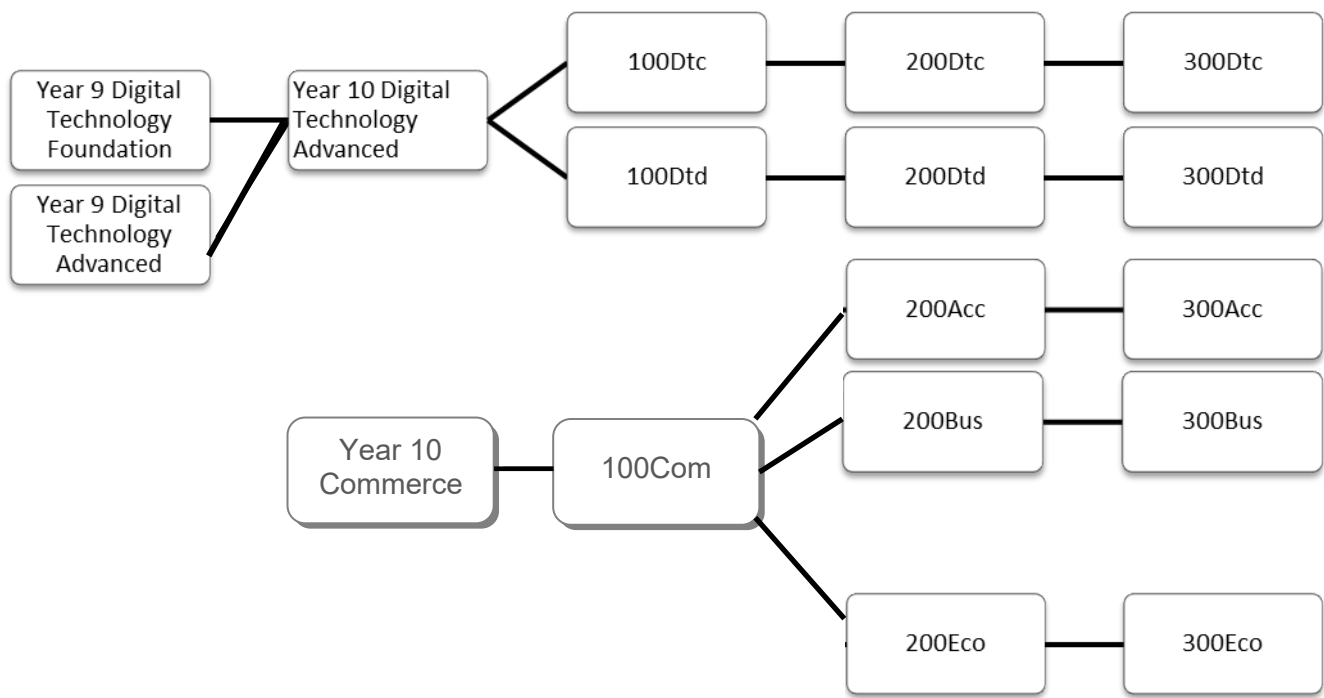 Year 9 Digital
Technology
Foundation
Year 9 Digital
Technology
Advanced
Year 10 Digital
Technology
Advanced
100Dtc
200Dtc
300Dtc
100Dtd
200Dtd
300Dtd
Year 10
Commerce
100Com
200Acc
300Acc
200Bus
300Bus
200Eco
300Eco